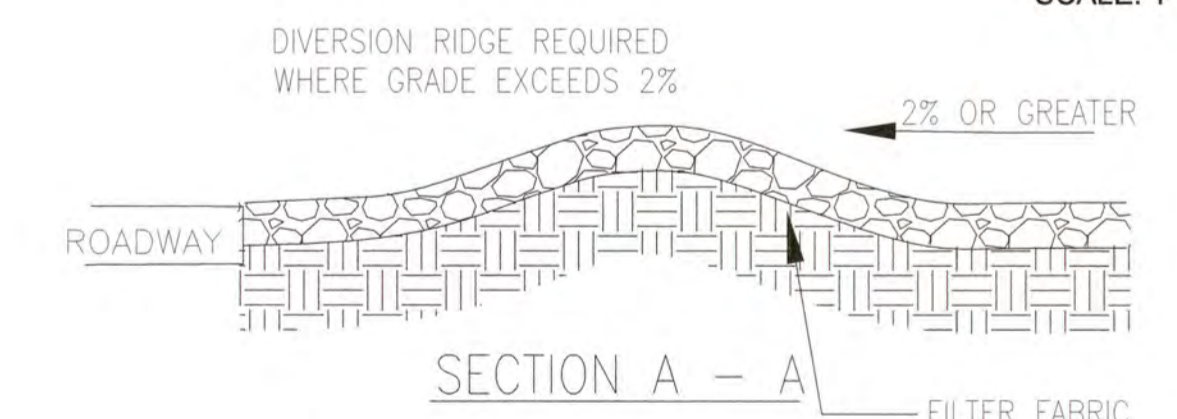 DIVERSION RIDGE REQUIRED
WHERE GRADE EXCEEDS 2%
2% OR GREATER
ROADWAY
SECTION A – A
FILTER FABRIC